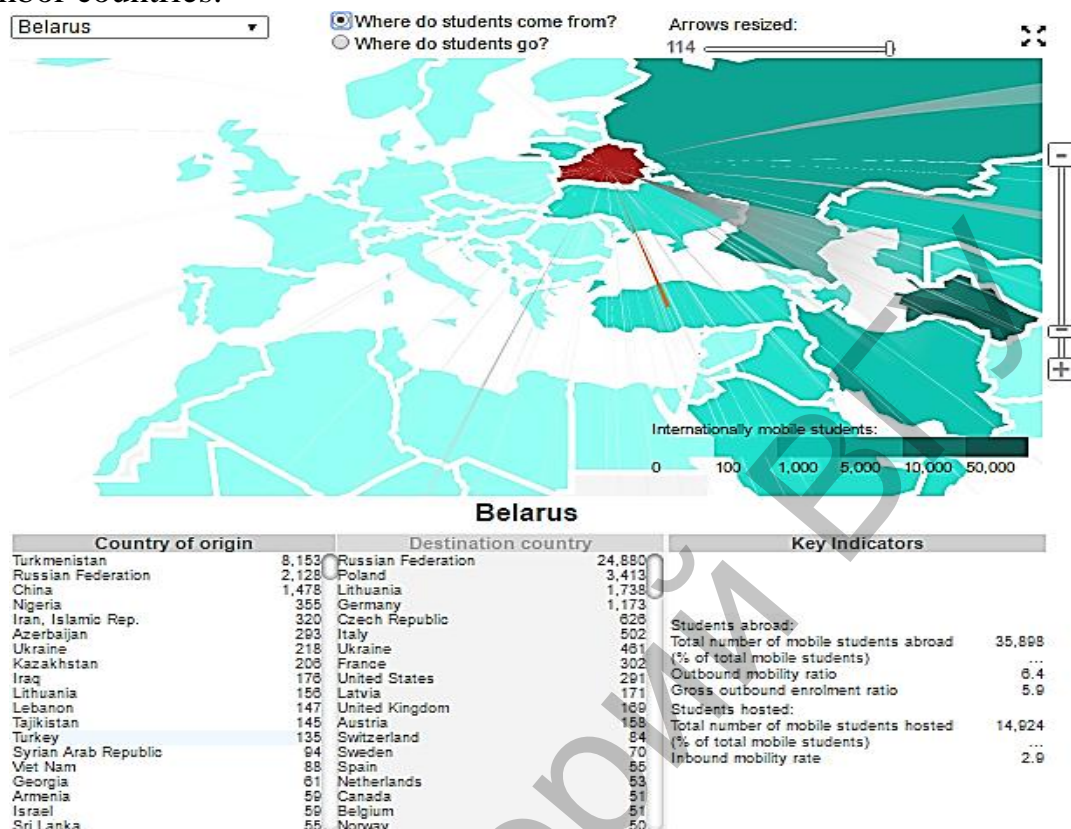 Belarus
Where do students come from?
Where do students go?
Arrows resized:
114
Internationally mobile students:
0 100 1,000 5,000 10,000 50,000
Belarus
Country of origin
Turkmenistan 8,153
Russian Federation 2,128
China 1,478
Nigeria 355
Iran, Islamic Rep. 320
Azerbaijan 293
Ukraine 218
Kazakhstan 206
Iraq 176
Lithuania 156
Lebanon 147
Tajikistan 145
Turkey 135
Syrian Arab Republic 94
Viet Nam 88
Georgia 61
Armenia 59
Israel 59
Sri Lanka 55
Destination country
Russian Federation 24,880
Poland 3,413
Lithuania 1,738
Germany 1,173
Czech Republic 626
Italy 502
Ukraine 461
France 302
United States 291
Latvia 171
United Kingdom 169
Austria 158
Switzerland 84
Sweden 70
Spain 55
Netherlands 53
Canada 51
Belgium 51
Norway 50
Key Indicators
Students abroad:
Total number of mobile students abroad 35,898
(% of total mobile students) ...
Outbound mobility ratio 6.4
Gross outbound enrolment ratio 5.9
Students hosted:
Total number of mobile students hosted 14,924
(% of total mobile students) ...
Inbound mobility rate 2.9
ВГУ